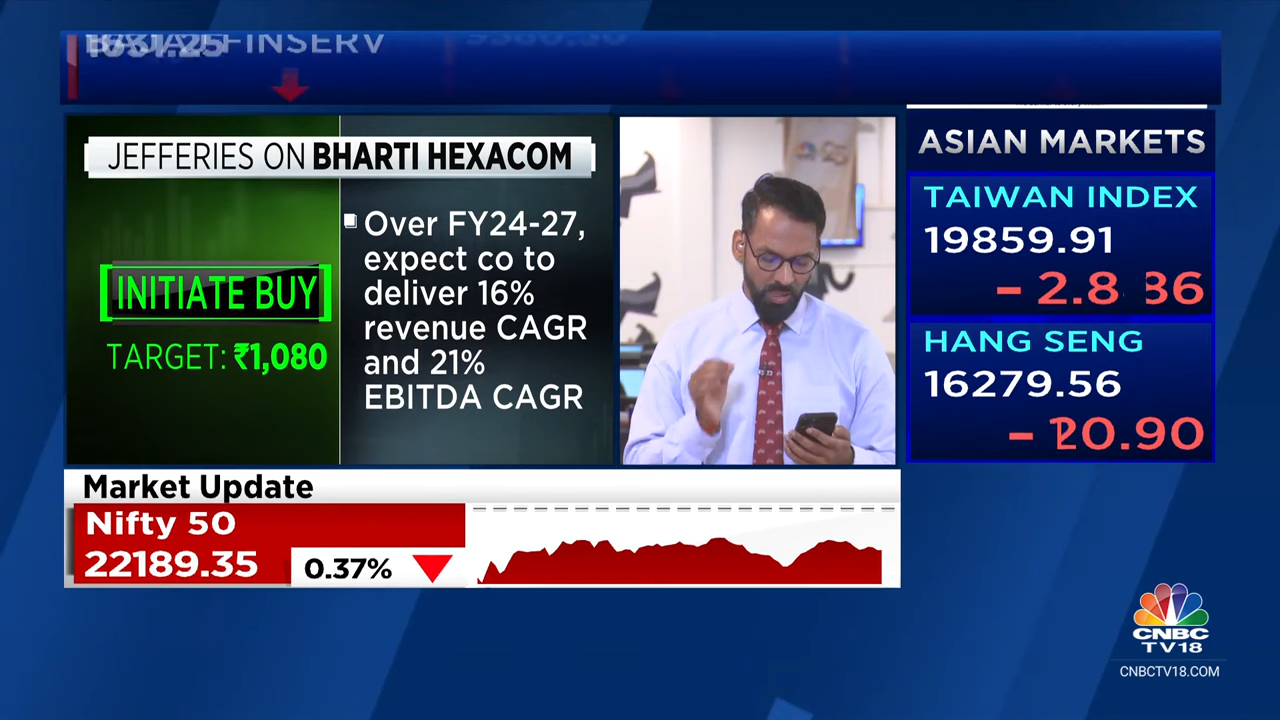 BAJAJ FINSERV
JEFFERIES ON BHARTI HEXACOM
INITIATE BUY
TARGET: ₹1,080
Over FY24-27,
expect co to
deliver 16%
revenue CAGR
and 21%
EBITDA CAGR
ASIAN MARKETS
TAIWAN INDEX
19859.91
HANG SENG
16279.56
Market Update
Nifty 50
22189.35
0.37%
CNBC
TV18
CNBCTV18.COM